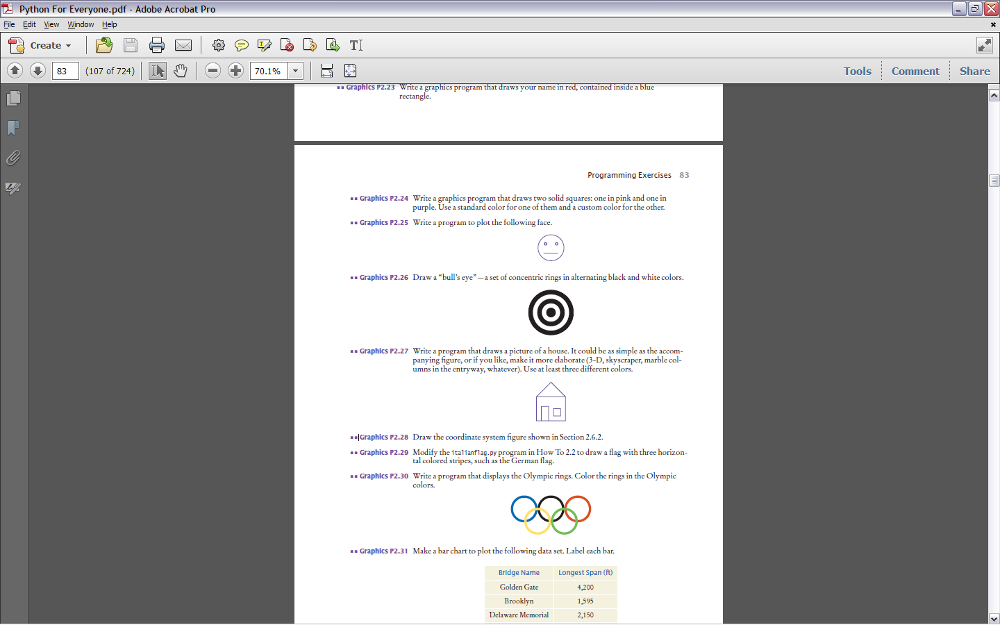 Python For Everyone.pdf - Adobe Acrobat Pro
File Edit View Window Help
Create
83 (107 of 724) 70.1% Tools Comment Share
Graphics P2.23 Write a graphics program that draws your name in red, contained inside a blue
rectangle.
Programming Exercises 83
Graphics P2.24 Write a graphics program that draws two solid squares: one in pink and one in
purple. Use a standard color for one of them and a custom color for the other.
Graphics P2.25 Write a program to plot the following face.
Graphics P2.26 Draw a “bull’s eye”—a set of concentric rings in alternating black and white colors.
Graphics P2.27 Write a program that draws a picture of a house. It could be as simple as the accom-
panying figure, or if you like, make it more elaborate (3-D, skyscraper, marble col-
umns in the entryway, whatever). Use at least three different colors.
Graphics P2.28 Draw the coordinate system figure shown in Section 2.6.2.
Graphics P2.29 Modify the italianflag.py program in How To 2.2 to draw a flag with three horizon-
tal colored stripes, such as the German flag.
Graphics P2.30 Write a program that displays the Olympic rings. Color the rings in the Olympic
colors.
Graphics P2.31 Make a bar chart to plot the following data set. Label each bar.
Bridge Name Longest Span (ft)
Golden Gate 4,200
Brooklyn 1,595
Delaware Memorial 2,150